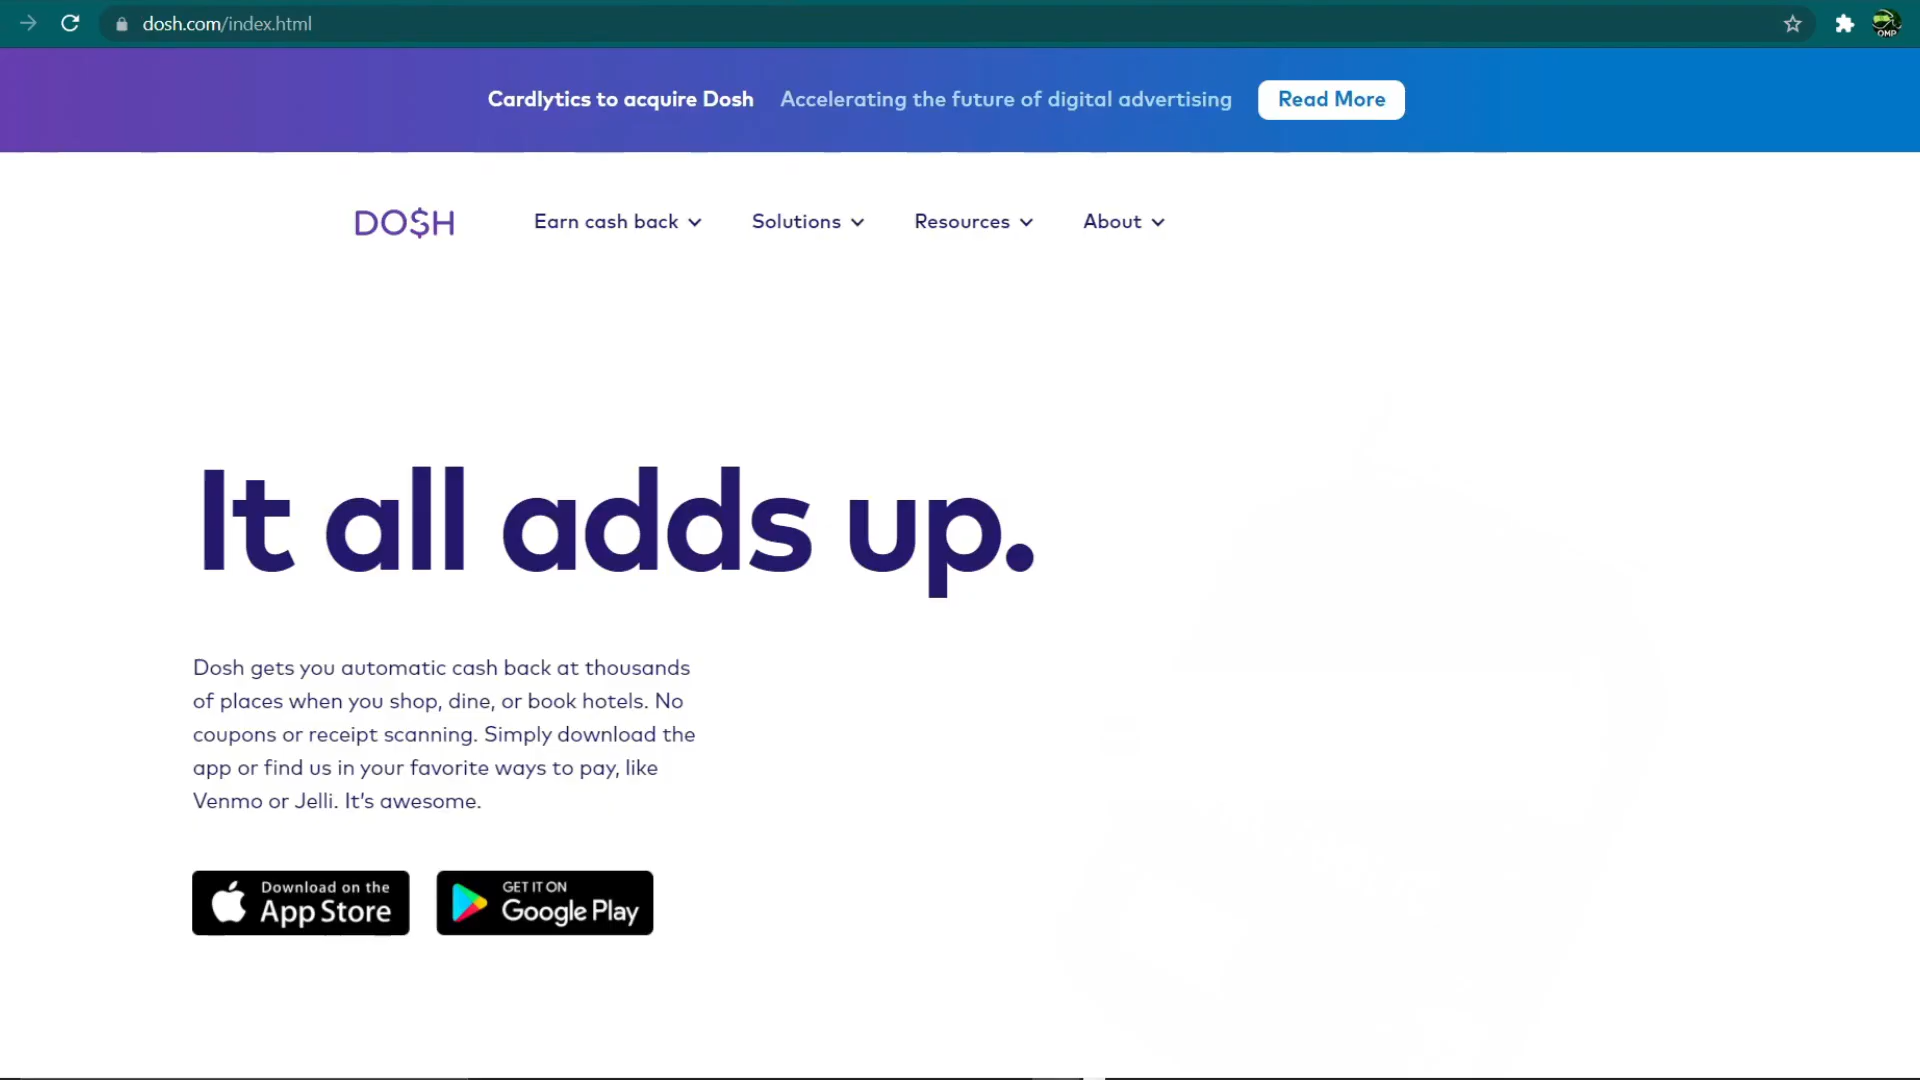 dosh.com/index.html
OMP
Cardlytics to acquire Dosh Accelerating the future of digital advertising Read More
DO$H Earn cash back Solutions Resources About
It all adds up.
Dosh gets you automatic cash back at thousands
of places when you shop, dine, or book hotels. No
coupons or receipt scanning. Simply download the
app or find us in your favorite ways to pay, like
Venmo or Jelli. It's awesome.
Download on the
App Store
GET IT ON
Google Play